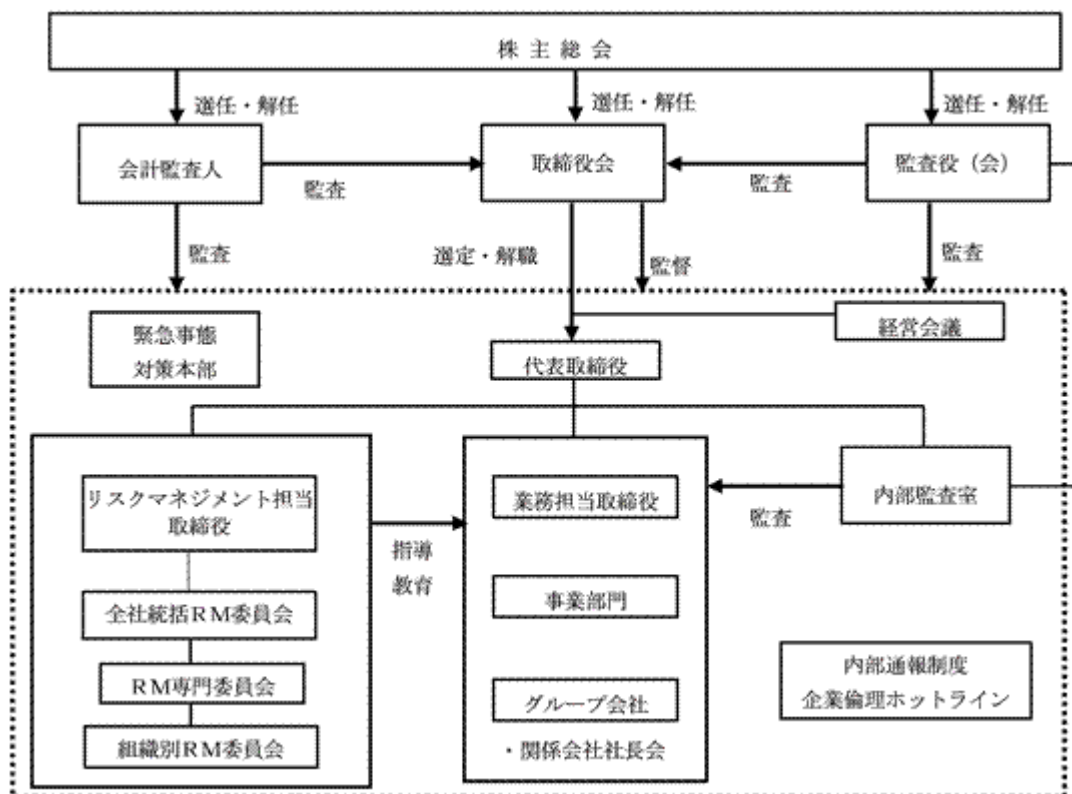 株主総会
選任・解任
選任・解任
選任・解任
会計監査人
取締役会
監査役（会）
監査
監査
監査
選定・解職
監督
監査
緊急事態
対策本部
経営会議
代表取締役
リスクマネジメント担当
取締役
業務担当取締役
内部監査室
監査
指導
教育
全社統括ＲＭ委員会
事業部門
ＲＭ専門委員会
内部通報制度
企業倫理ホットライン
グループ会社
組織別ＲＭ委員会
・関係会社社長会